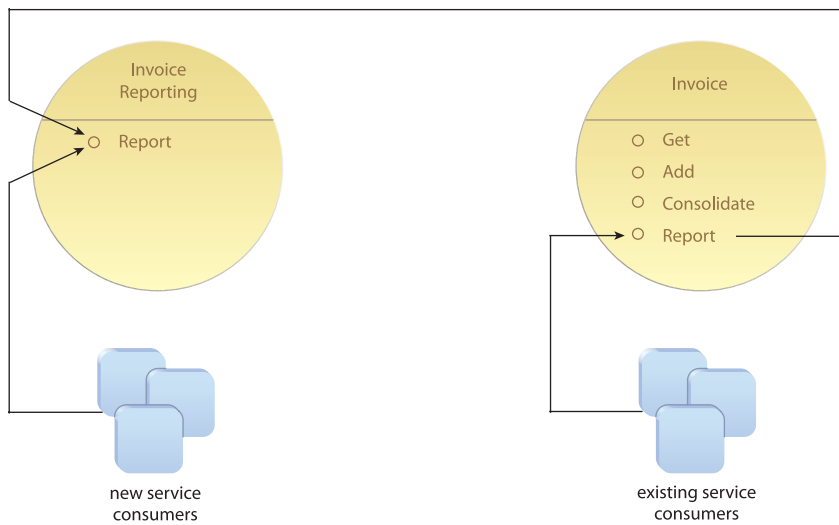 Invoice
Reporting
Report
Invoice
Get
Add
Consolidate
Report
new service
consumers
existing service
consumers